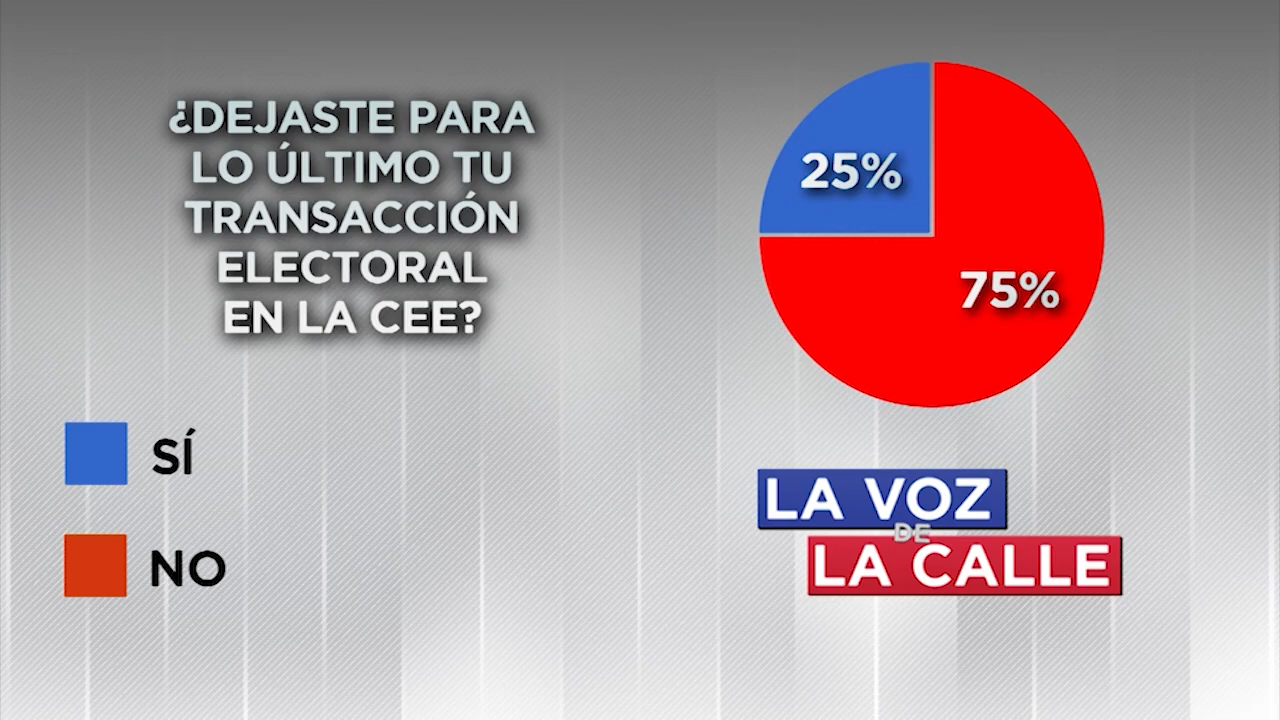 ¿DEJASTE PARA
LO ÚLTIMO TU
TRANSACCIÓN
ELECTORAL
EN LA CEE?
SÍ
NO
25%
75%
LA VOZ
DE
LA CALLE